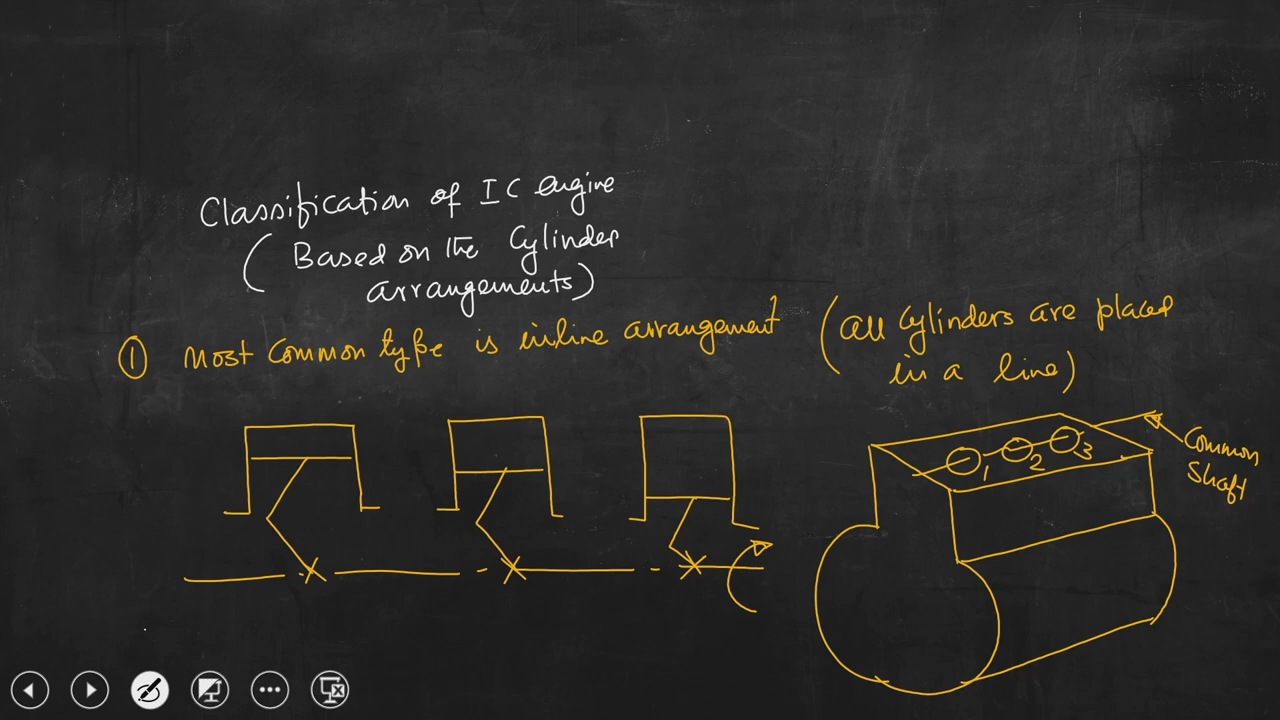 Classification of IC engine
(Based on the Cylinder
arrangements)
① Most Common type is inline arrangement (all Cylinders are placed
in a line)
1 2 3
Common
Shaft